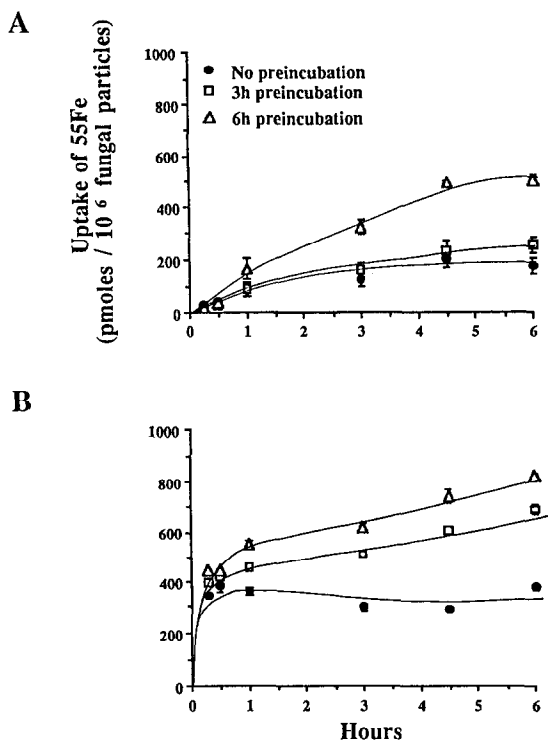 A
1000
800
600
400
200
0
No preincubation
3h preincubation
6h preincubation
Uptake of 55Fe
(pmoles / 10 6 fungal particles)
0 1 2 3 4 5 6
B
1000
800
600
400
200
0
0 1 2 3 4 5 6
Hours